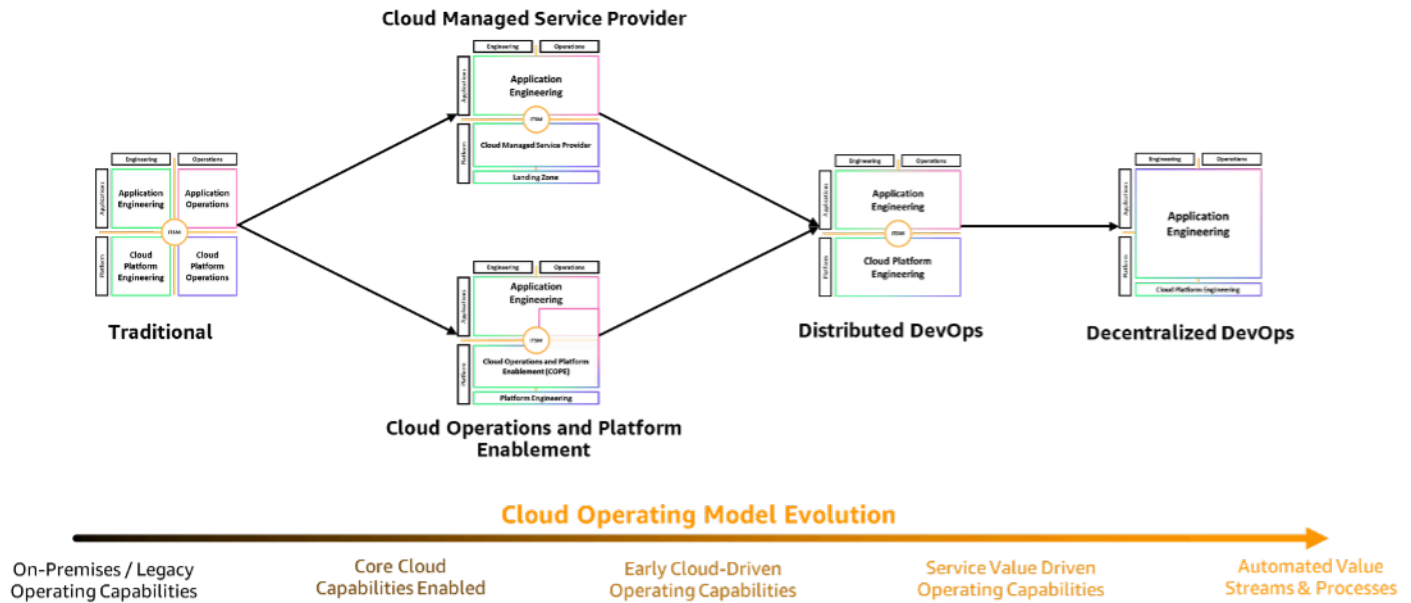 Cloud Managed Service Provider
Engineering
Operations
Applications
Application
Engineering
ITSM
Platform
Cloud Managed Service Provider
Landing Zone
Engineering
Operations
Applications
Application
Engineering
Application
Operations
ITSM
Platform
Cloud
Platform
Engineering
Cloud
Platform
Operations
Traditional
Engineering
Operations
Applications
Application
Engineering
ITSM
Platform
Cloud Operations and Platform
Enablement (COPE)
Platform Engineering
Cloud Operations and Platform
Enablement
Engineering
Operations
Applications
Application
Engineering
ITSM
Platform
Cloud Platform
Engineering
Distributed DevOps
Engineering
Operations
Applications
Application
Engineering
Platform
Cloud Platform Engineering
Decentralized DevOps
Cloud Operating Model Evolution
On-Premises / Legacy
Operating Capabilities
Core Cloud
Capabilities Enabled
Early Cloud-Driven
Operating Capabilities
Service Value Driven
Operating Capabilities
Automated Value
Streams & Processes